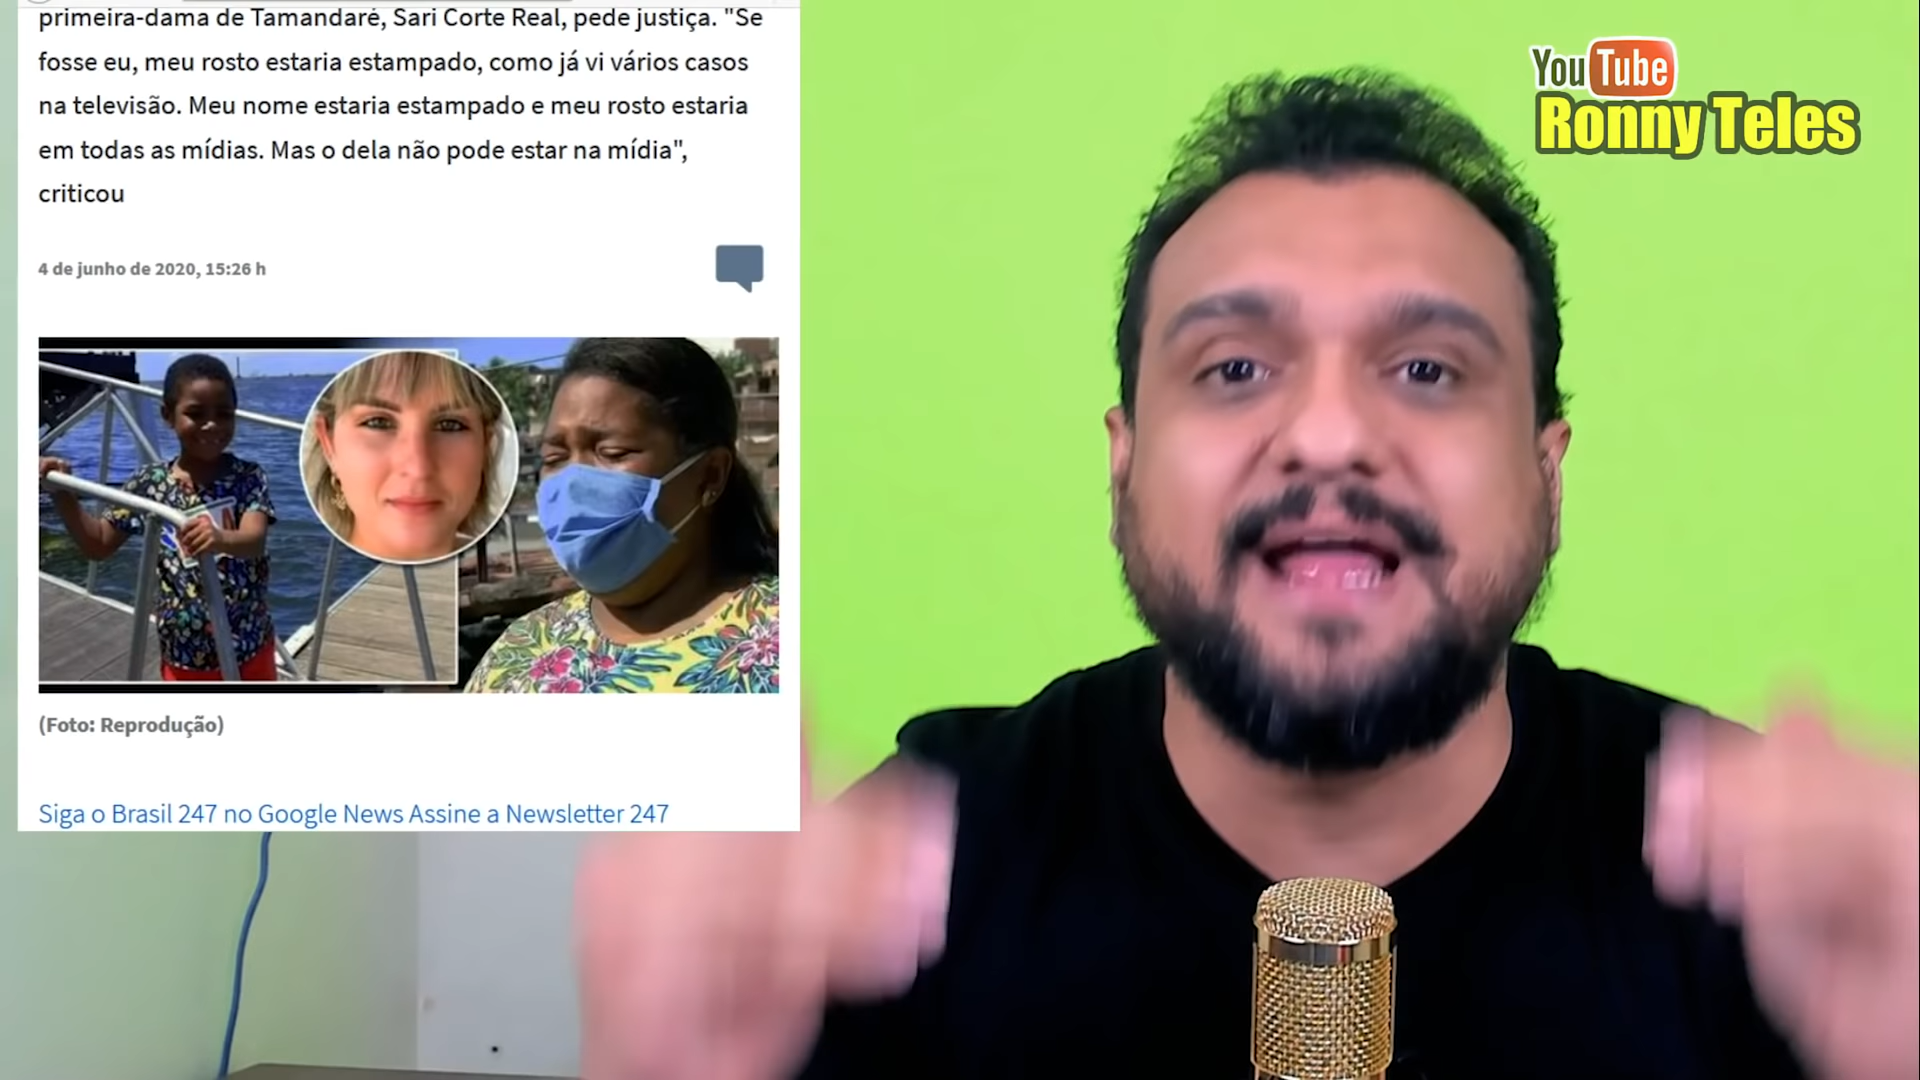 primeira-dama de Tamandaré, Sari Corte Real, pede justiça. "Se
fosse eu, meu rosto estaria estampado, como já vi vários casos
na televisão. Meu nome estaria estampado e meu rosto estaria
em todas as mídias. Mas o dela não pode estar na mídia",
criticou
4 de junho de 2020, 15:26 h
(Foto: Reprodução)
Siga o Brasil 247 no Google News Assine a Newsletter 247
YouTube
Ronny Teles